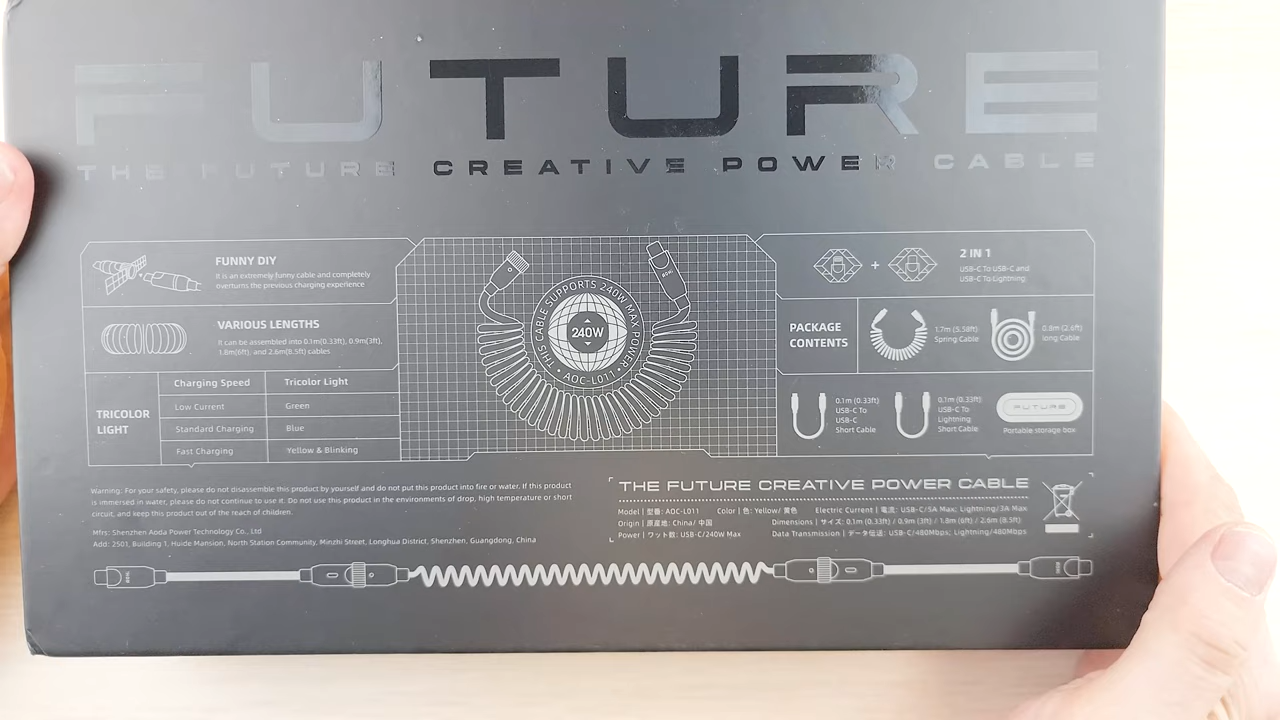 FUTURE
THE FUTURE CREATIVE POWER CABLE
FUNNY DIY
It is an extremely funny cable and completely
overturns the previous charging experience
VARIOUS LENGTHS
It can be assembled into 0.1m(0.33ft), 0.9m(3ft),
1.8m(6ft), and 2.6m(8.5ft) cables
TRICOLOR
LIGHT
Charging Speed Tricolor Light
Low Current Green
Standard Charging Blue
Fast Charging Yellow & Blinking
THIS CABLE SUPPORTS 240W MAX POWER
240W
AOC-L011
2 IN 1
USB-C To USB-C and
USB-C To Lightning
PACKAGE
CONTENTS
1.7m (5.58ft)
Spring Cable
0.8m (2.6ft)
long Cable
0.1m (0.33ft)
USB-C To
USB-C
Short Cable
0.1m (0.33ft)
USB-C To
Lightning
Short Cable
FUTURE
Portable storage box
Warning: For your safety, please do not disassemble this product by yourself and do not put this product into fire or water. If this product
is immersed in water, please do not continue to use it. Do not use this product in the environments of drop, high temperature or short
circuit, and keep this product out of the reach of children.
Mfrs: Shenzhen Aoda Power Technology Co., Ltd
Add: 2501, Building 1, Huide Mansion, North Station Community, Minzhi Street, Longhua District, Shenzhen, Guangdong, China
THE FUTURE CREATIVE POWER CABLE
Model | 型番: AOC-L011 Color | 色: Yellow/ 黄色 Electric Current | 電流: USB-C/5A Max; Lightning/3A Max
Origin | 原産地: China/ 中国 Dimensions | サイズ: 0.1m (0.33ft) / 0.9m (3ft) / 1.8m (6ft) / 2.6m (8.5ft)
Power | ワット数: USB-C/240W Max Data Transmission | データ伝送: USB-C/480Mbps; Lightning/480Mbps